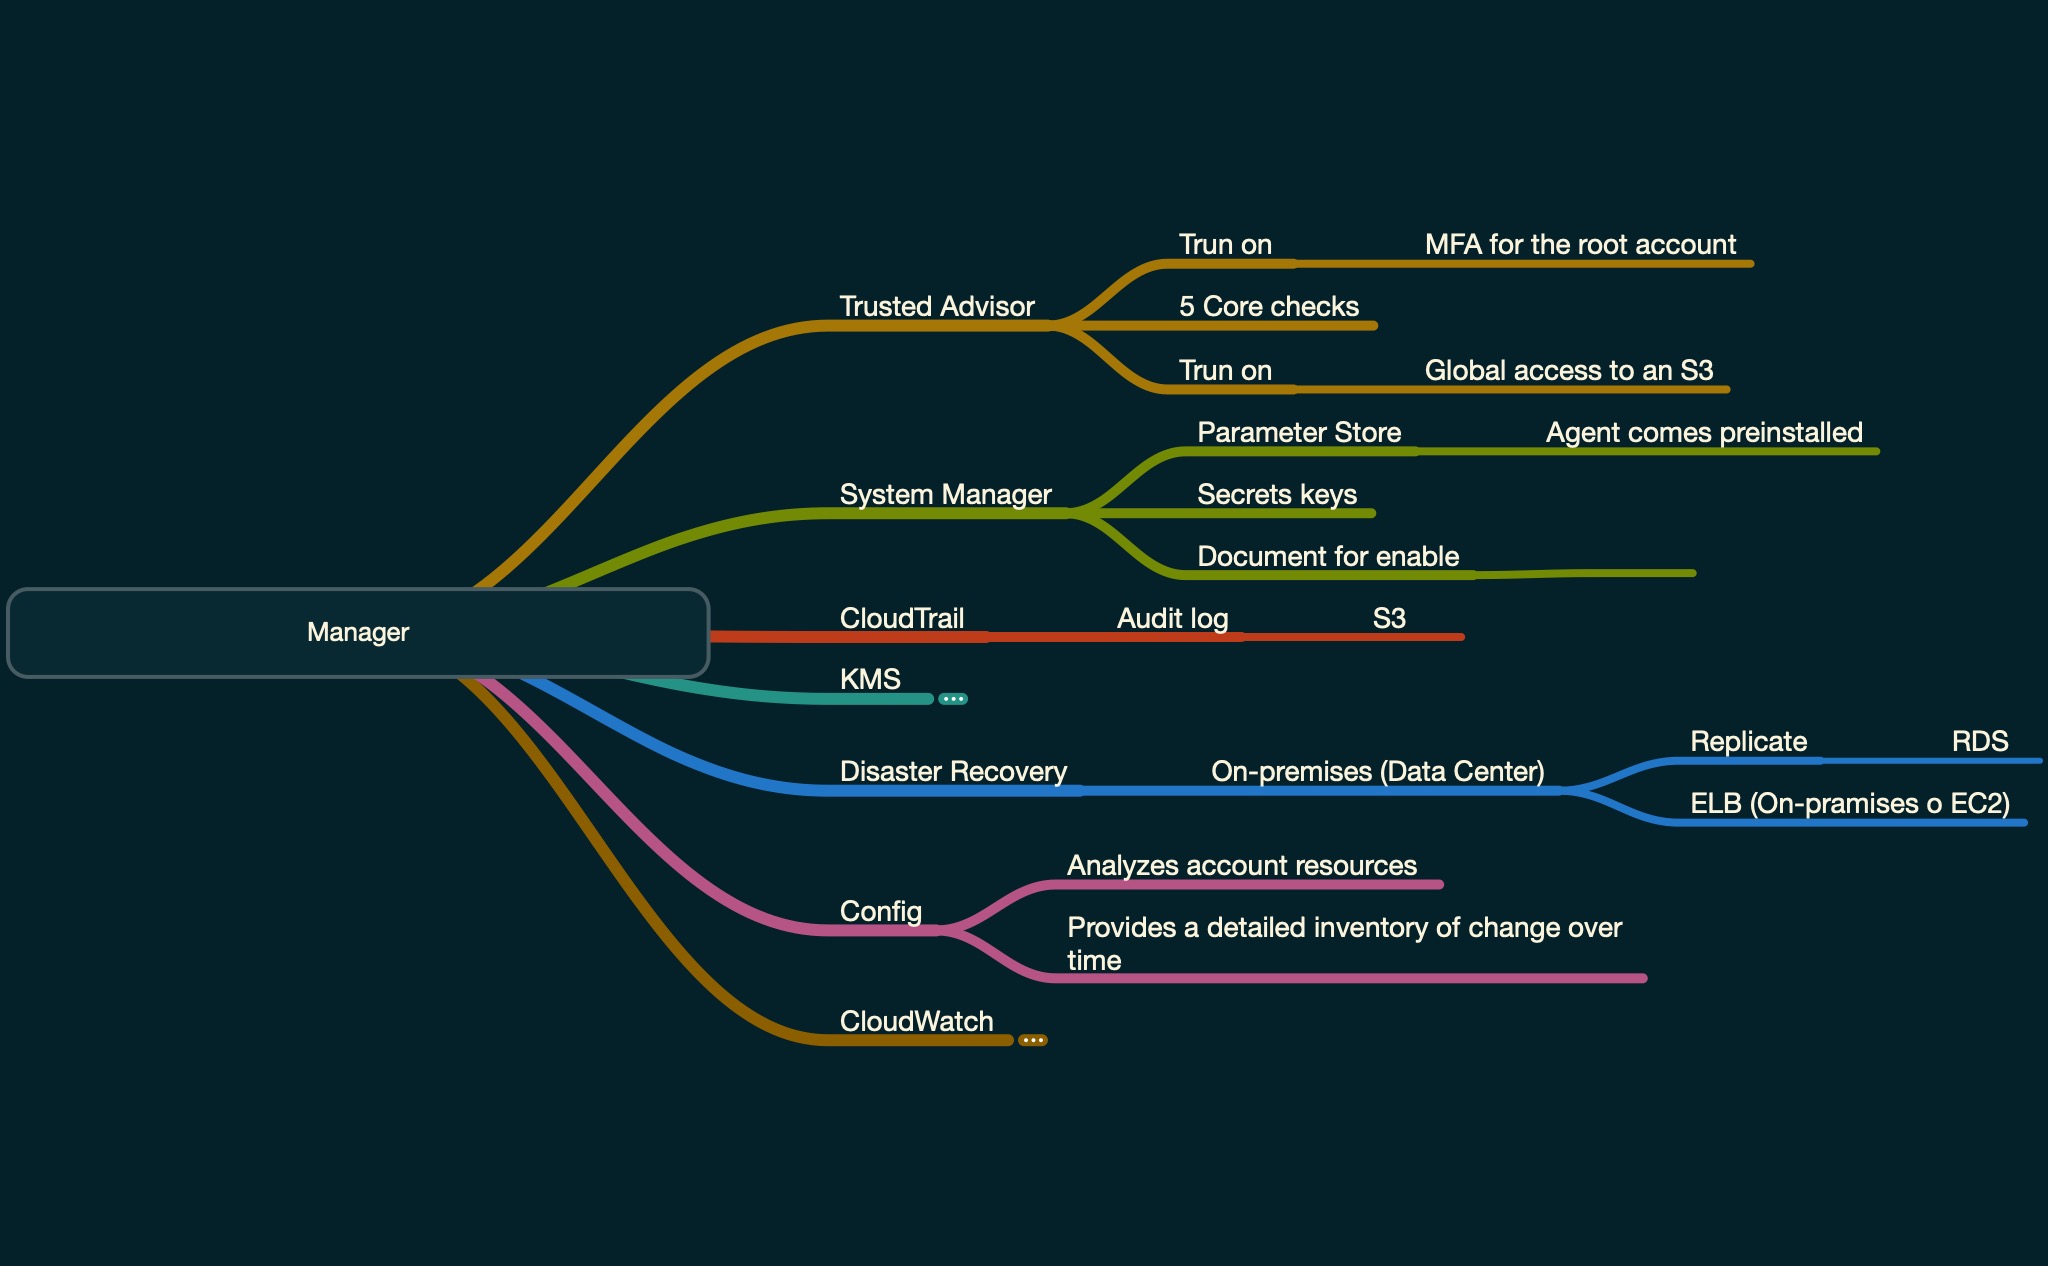 Trun on
MFA for the root account
Trusted Advisor
5 Core checks
Trun on
Global access to an S3
Parameter Store
Agent comes preinstalled
System Manager
Secrets keys
Document for enable
Manager
CloudTrail
Audit log
S3
KMS
Disaster Recovery
On-premises (Data Center)
Replicate
RDS
ELB (On-pramises o EC2)
Config
Analyzes account resources
Provides a detailed inventory of change over
time
CloudWatch